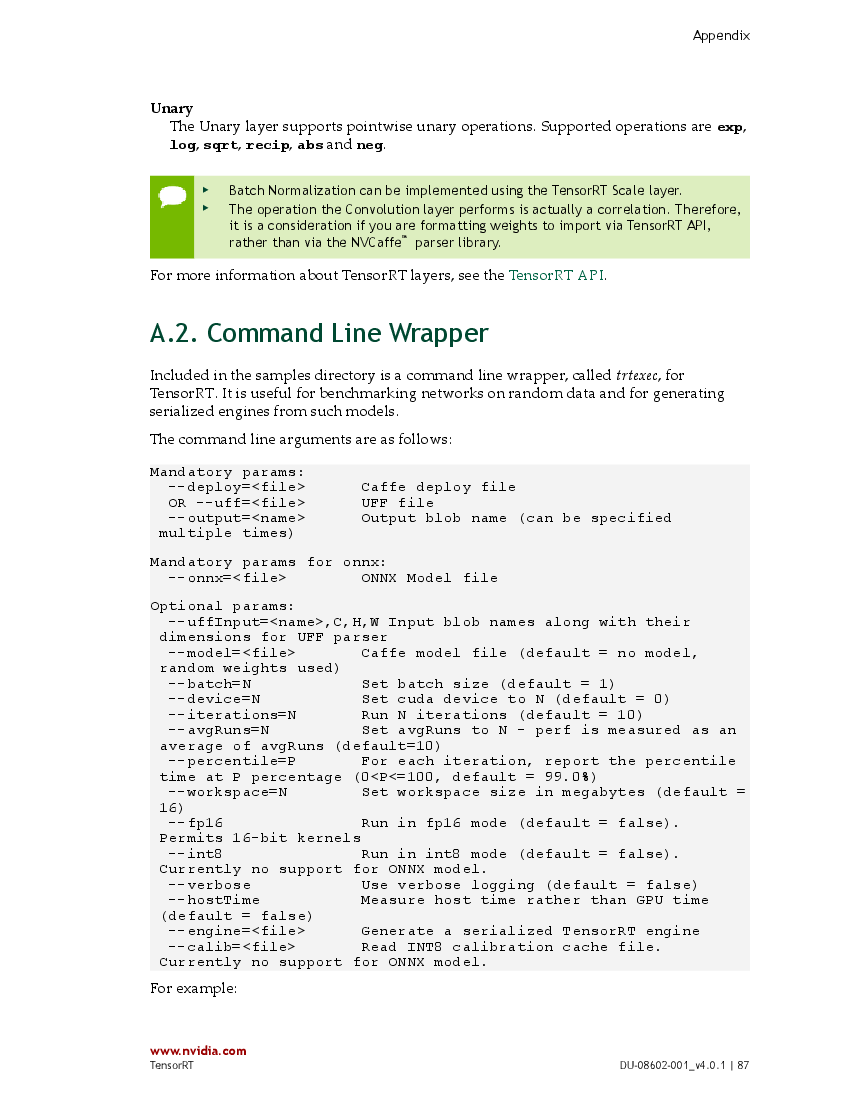 Appendix
Unary
The Unary layer supports pointwise unary operations. Supported operations are exp,
log, sqrt, recip, abs and neg.
‣ Batch Normalization can be implemented using the TensorRT Scale layer.
‣ The operation the Convolution layer performs is actually a correlation. Therefore,
it is a consideration if you are formatting weights to import via TensorRT API,
rather than via the NVCaffe™ parser library.
For more information about TensorRT layers, see the TensorRT API.
A.2. Command Line Wrapper
Included in the samples directory is a command line wrapper, called trtexec, for
TensorRT. It is useful for benchmarking networks on random data and for generating
serialized engines from such models.
The command line arguments are as follows:
Mandatory params:
  --deploy=<file>      Caffe deploy file
  OR --uff=<file>      UFF file
  --output=<name>      Output blob name (can be specified
 multiple times)
Mandatory params for onnx:
  --onnx=<file>        ONNX Model file
Optional params:
  --uffInput=<name>,C,H,W Input blob names along with their
 dimensions for UFF parser
  --model=<file>       Caffe model file (default = no model,
 random weights used)
  --batch=N            Set batch size (default = 1)
  --device=N           Set cuda device to N (default = 0)
  --iterations=N       Run N iterations (default = 10)
  --avgRuns=N          Set avgRuns to N - perf is measured as an
 average of avgRuns (default=10)
  --percentile=P       For each iteration, report the percentile
 time at P percentage (0<P<=100, default = 99.0%)
  --workspace=N        Set workspace size in megabytes (default =
 16)
  --fp16               Run in fp16 mode (default = false).
 Permits 16-bit kernels
  --int8               Run in int8 mode (default = false).
 Currently no support for ONNX model.
  --verbose            Use verbose logging (default = false)
  --hostTime           Measure host time rather than GPU time
 (default = false)
  --engine=<file>      Generate a serialized TensorRT engine
  --calib=<file>       Read INT8 calibration cache file.
 Currently no support for ONNX model.
For example:
www.nvidia.com
TensorRT DU-08602-001_v4.0.1 | 87